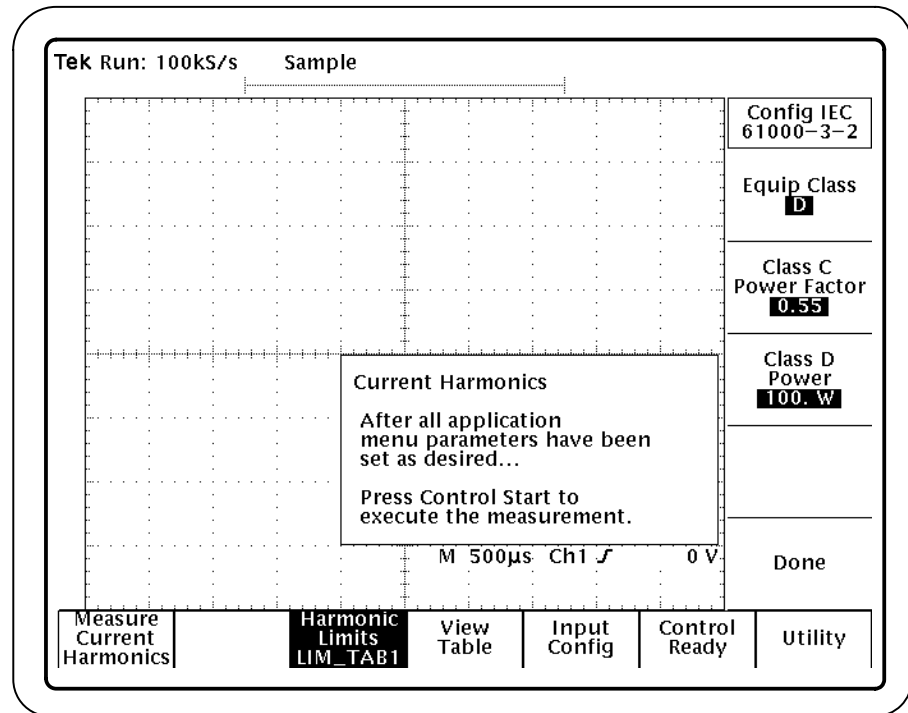 Tek Run: 100kS/s Sample
Config IEC
61000-3-2
Equip Class
D
Class C
Power Factor
0.55
Class D
Power
100. W
Done
Current Harmonics
After all application
menu parameters have been
set as desired...
Press Control Start to
execute the measurement.
M 500µs Ch1 0 V
Measure
Current
Harmonics
Harmonic
Limits
LIM_TAB1
View
Table
Input
Config
Control
Ready
Utility